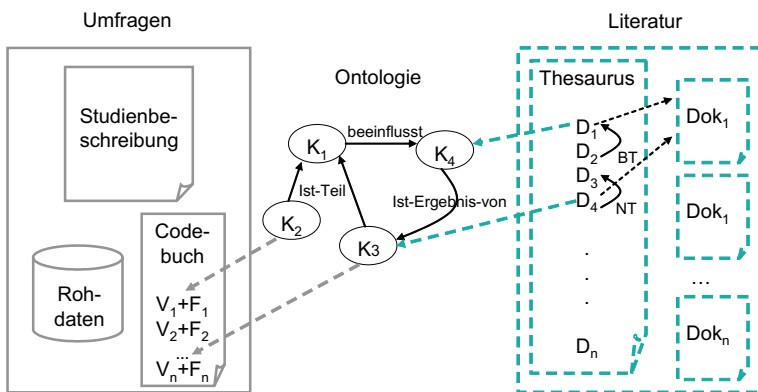 Umfragen
Studienbe-
schreibung
Roh-
daten
Code-
buch
V1+F1
V2+F2
...
Vn+Fn
Ontologie
beeinflusst
K1
K4
Ist-Teil
Ist-Ergebnis-von
K2
K3
Literatur
Thesaurus
D1
D2
BT
D3
D4
NT
.
.
.
Dn
Dok1
Dok1
...
Dokn